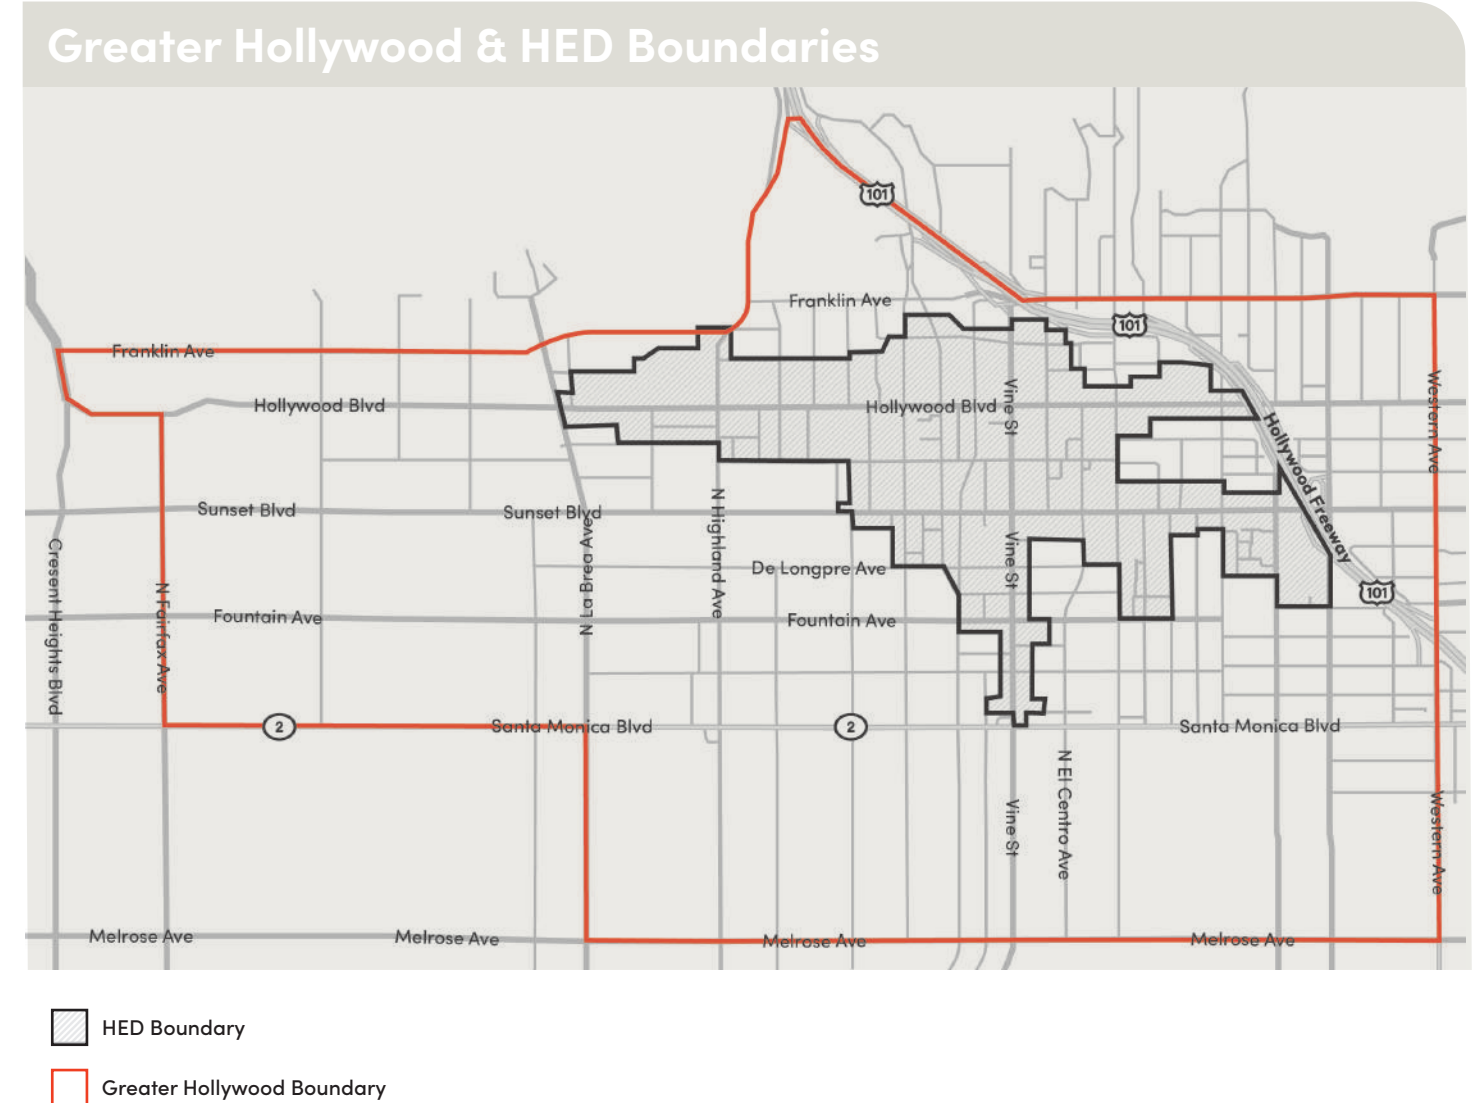 Greater Hollywood & HED Boundaries
101
Franklin Ave
101
Franklin Ave
Hollywood Blvd
Hollywood Blvd
Vine St
Western Ave
Hollywood Freeway
Sunset Blvd
Sunset Blvd
N Highland Ave
Cresent Heights Blvd
N Fairfax Ave
N La Brea Ave
De Longpre Ave
Vine St
101
Fountain Ave
Fountain Ave
2
Santa Monica Blvd
2
Santa Monica Blvd
N El Centro Ave
Vine St
Western Ave
Melrose Ave
Melrose Ave
Melrose Ave
Melrose Ave
HED Boundary
Greater Hollywood Boundary